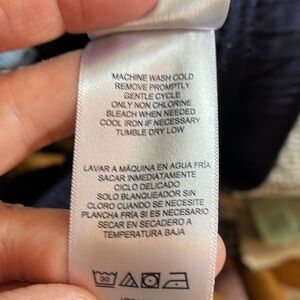 MACHINE WASH COLD
REMOVE PROMPTLY
GENTLE CYCLE
ONLY NON CHLORINE
BLEACH WHEN NEEDED
COOL IRON IF NECESSARY
TUMBLE DRY LOW
LAVAR A MÁQUINA EN AGUA FRÍA
SACAR INMEDIATAMENTE
CICLO DELICADO
SOLO BLANQUEADOR SIN
CLORO CUANDO SE NECESITE
PLANCHA FRÍA ES SI NECESARIO
SECAR EN SECADERO A
TEMPERATURA BAJA
30